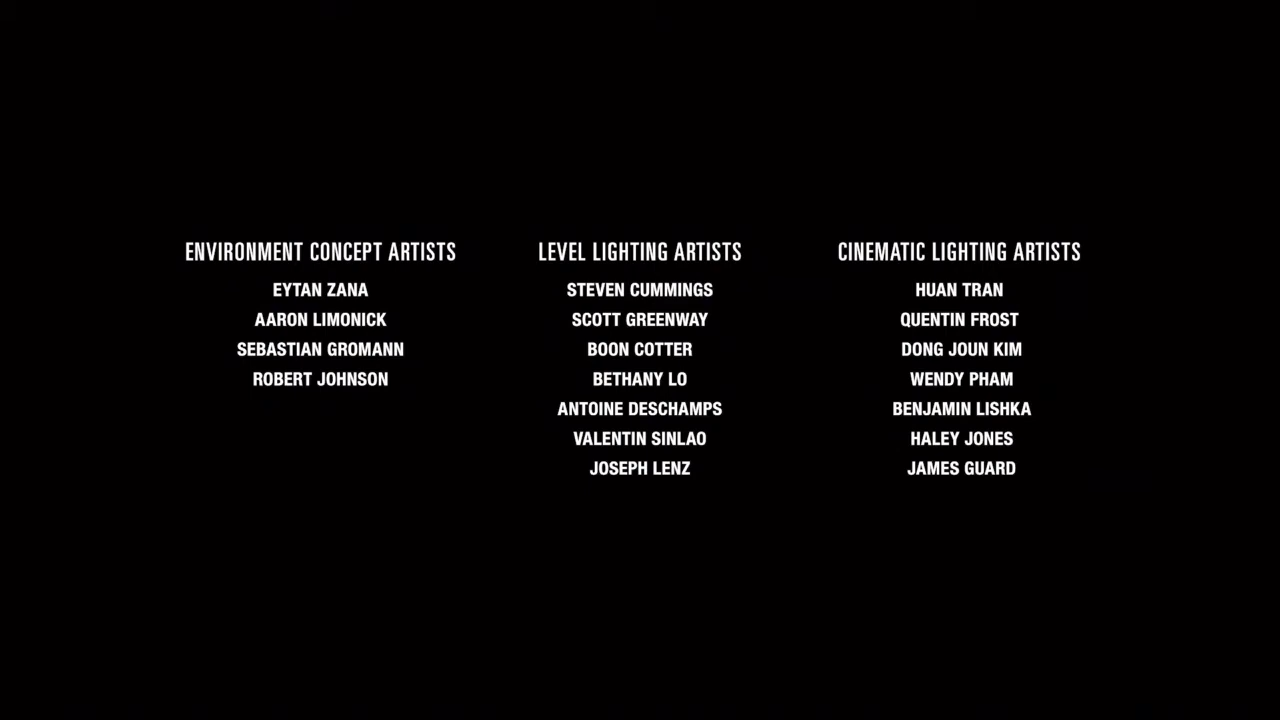 ENVIRONMENT CONCEPT ARTISTS
EYTAN ZANA
AARON LIMONICK
SEBASTIAN GROMANN
ROBERT JOHNSON
LEVEL LIGHTING ARTISTS
STEVEN CUMMINGS
SCOTT GREENWAY
BOON COTTER
BETHANY LO
ANTOINE DESCHAMPS
VALENTIN SINLAO
JOSEPH LENZ
CINEMATIC LIGHTING ARTISTS
HUAN TRAN
QUENTIN FROST
DONG JOUN KIM
WENDY PHAM
BENJAMIN LISHKA
HALEY JONES
JAMES GUARD